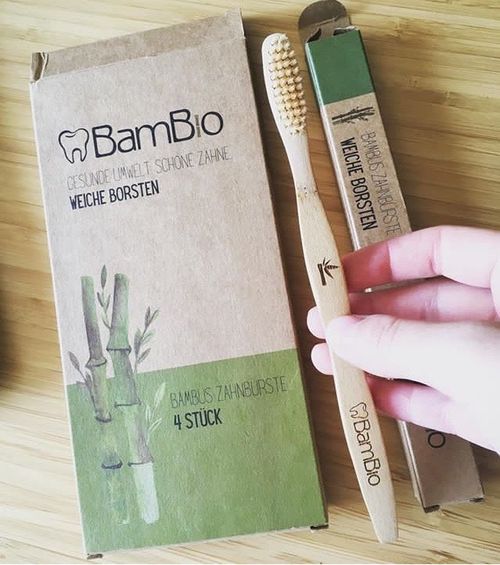 BamBio
GESUNDE UMWELT. SCHÖNE ZÄHNE.
WEICHE BORSTEN
BAMBUS ZAHNBÜRSTE
4 STÜCK
BAMBUS ZAHNBÜRSTE
WEICHE BORSTEN
BamBio